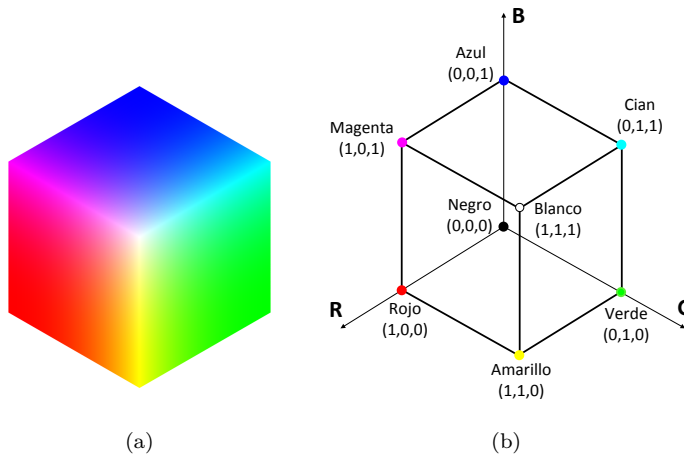 B
Azul
(0,0,1)
Cian
(0,1,1)
Magenta
(1,0,1)
Negro
(0,0,0)
Blanco
(1,1,1)
R
Rojo
(1,0,0)
Verde
(0,1,0)
G
Amarillo
(1,1,0)
(a)
(b)